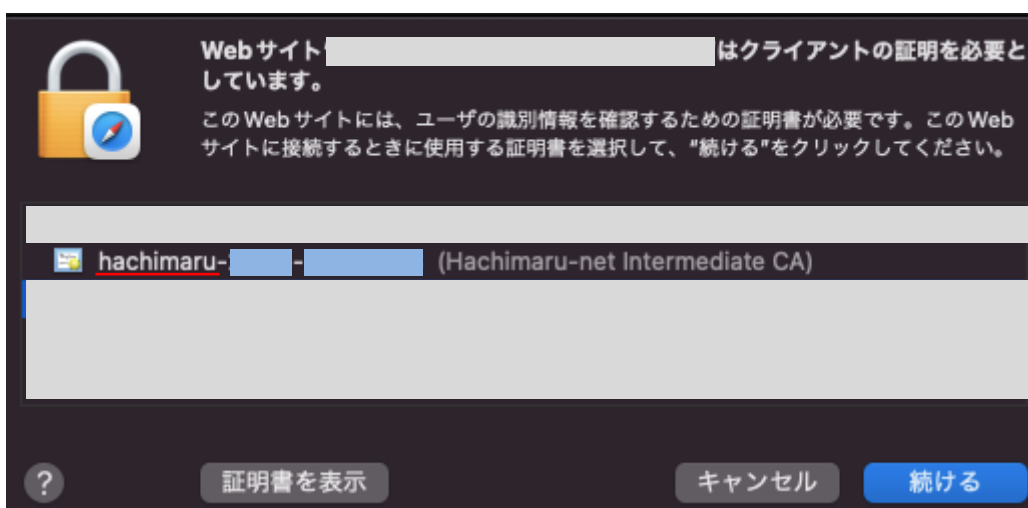 Webサイト
はクライアントの証明を必要と
しています。
このWebサイトには、ユーザの識別情報を確認するための証明書が必要です。このWeb
サイトに接続するときに使用する証明書を選択して、"続ける"をクリックしてください。
hachimaru-
-
(Hachimaru-net Intermediate CA)
?
証明書を表示
キャンセル
続ける